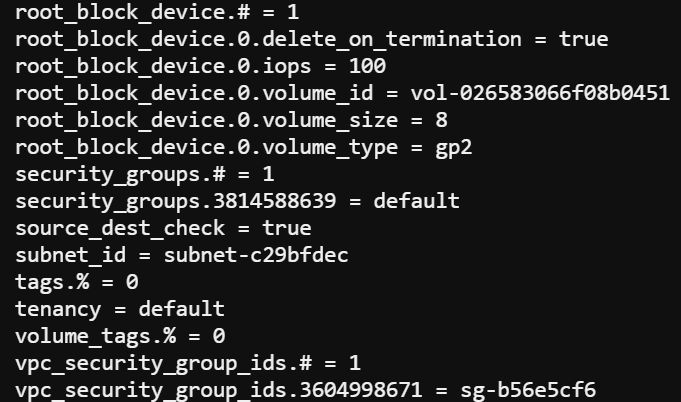 root_block_device.# = 1
root_block_device.0.delete_on_termination = true
root_block_device.0.iops = 100
root_block_device.0.volume_id = vol-026583066f08b0451
root_block_device.0.volume_size = 8
root_block_device.0.volume_type = gp2
security_groups.# = 1
security_groups.3814588639 = default
source_dest_check = true
subnet_id = subnet-c29bfdec
tags.% = 0
tenancy = default
volume_tags.% = 0
vpc_security_group_ids.# = 1
vpc_security_group_ids.3604998671 = sg-b56e5cf6